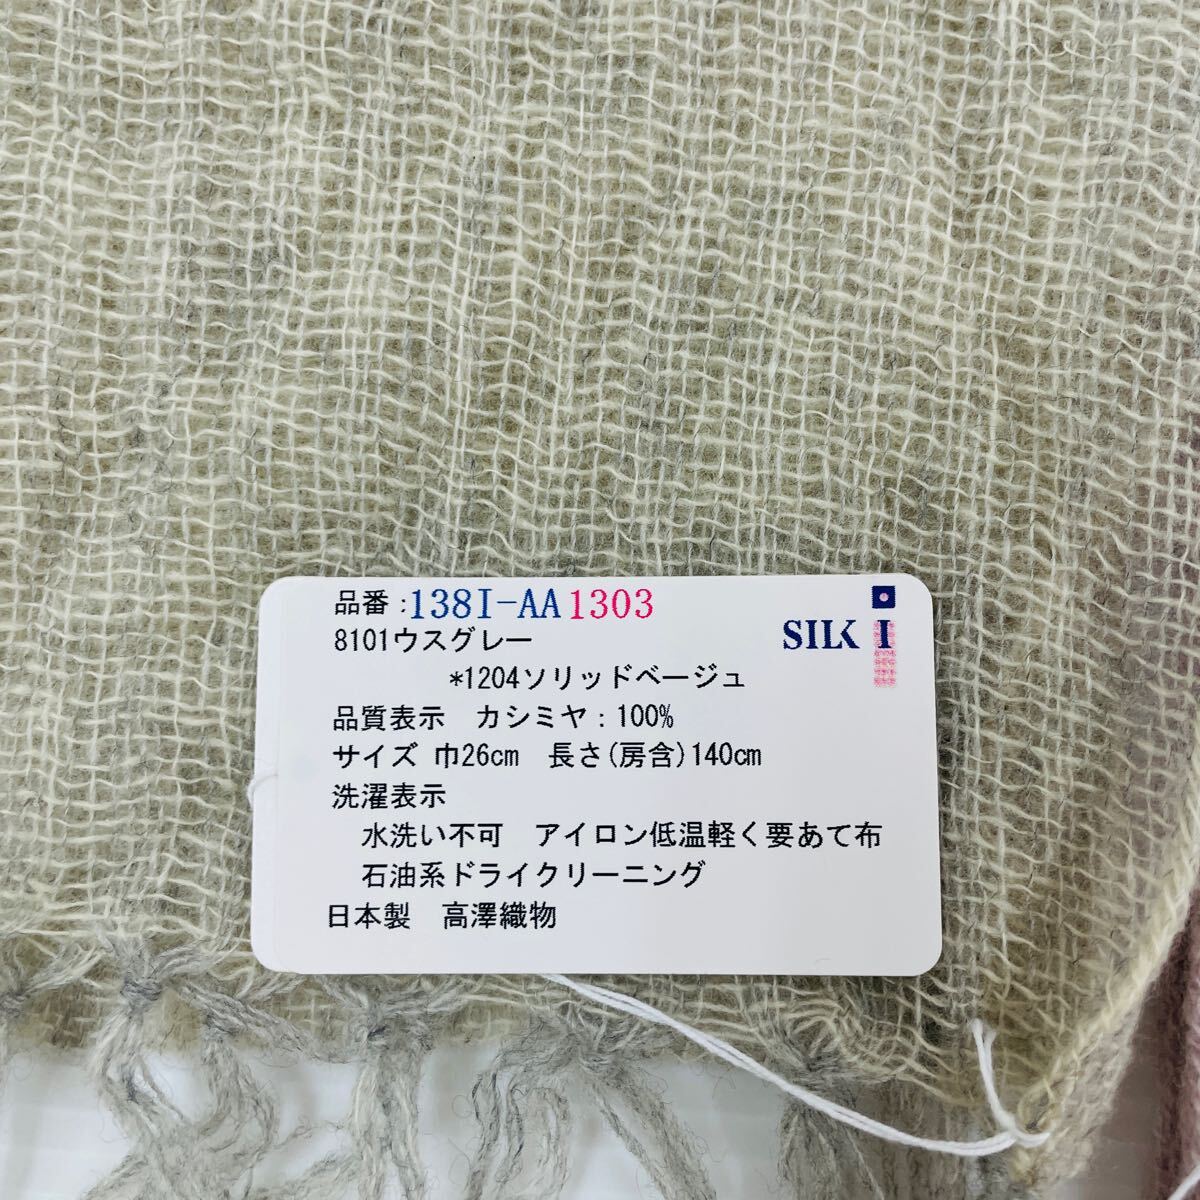 品番:138I-AA1303
SILK I
8101ウスグレー
*1204ソリッドベージュ
品質表示 カシミヤ:100%
サイズ 巾26cm 長さ(房含)140cm
洗濯表示
水洗い不可 アイロン低温軽く要あて布
石油系ドライクリーニング
日本製 高澤織物